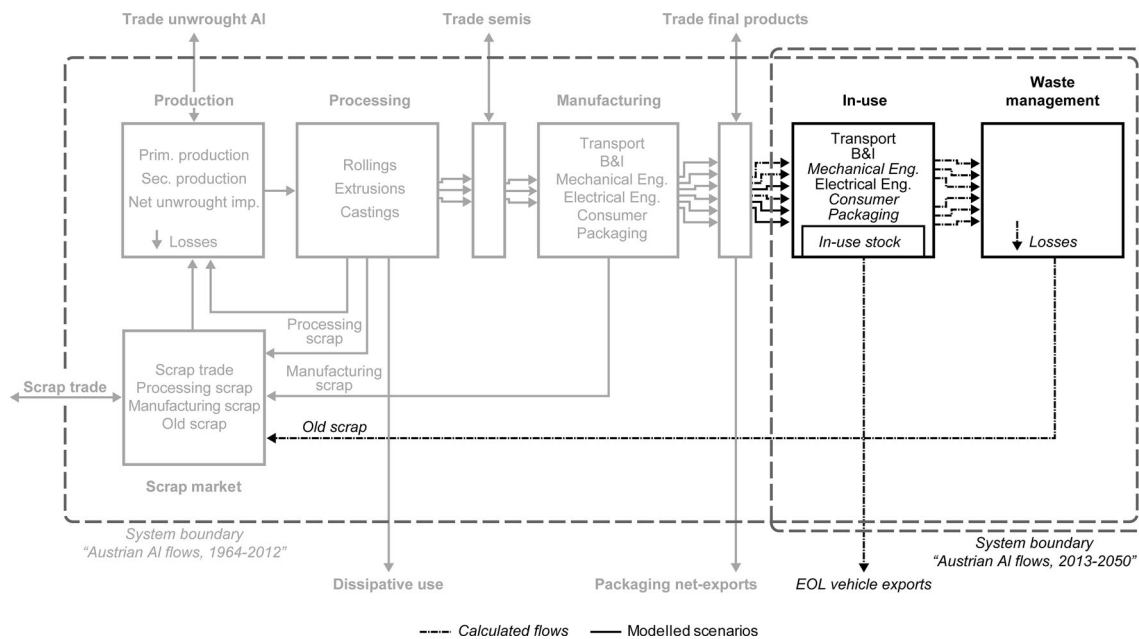 Trade unwrought Al
Trade semis
Trade final products
Production
Processing
Manufacturing
In-use
Waste
management
Prim. production
Sec. production
Net unwrought imp.
Losses
Rollings
Extrusions
Castings
Transport
B&I
Mechanical Eng.
Electrical Eng.
Consumer
Packaging
Transport
B&I
Mechanical Eng.
Electrical Eng.
Consumer
Packaging
In-use stock
Losses
Processing
scrap
Manufacturing
scrap
Scrap trade
Scrap trade
Processing scrap
Manufacturing scrap
Old scrap
Old scrap
Scrap market
System boundary
“Austrian Al flows, 1964-2012”
System boundary
“Austrian Al flows, 2013-2050”
Dissipative use
Packaging net-exports
EOL vehicle exports
Calculated flows
Modelled scenarios